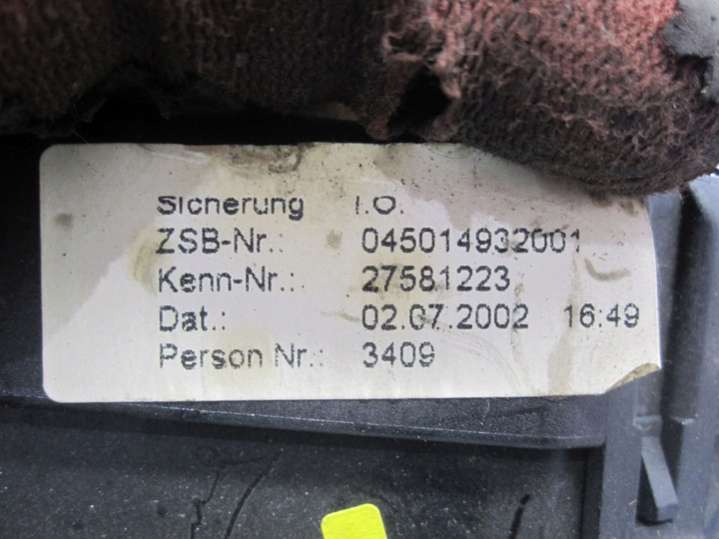 Sicherung I.O.
ZSB-Nr.: 045014932001
Kenn-Nr.: 27581223
Dat.: 02.07.2002 16:49
Person Nr.: 3409